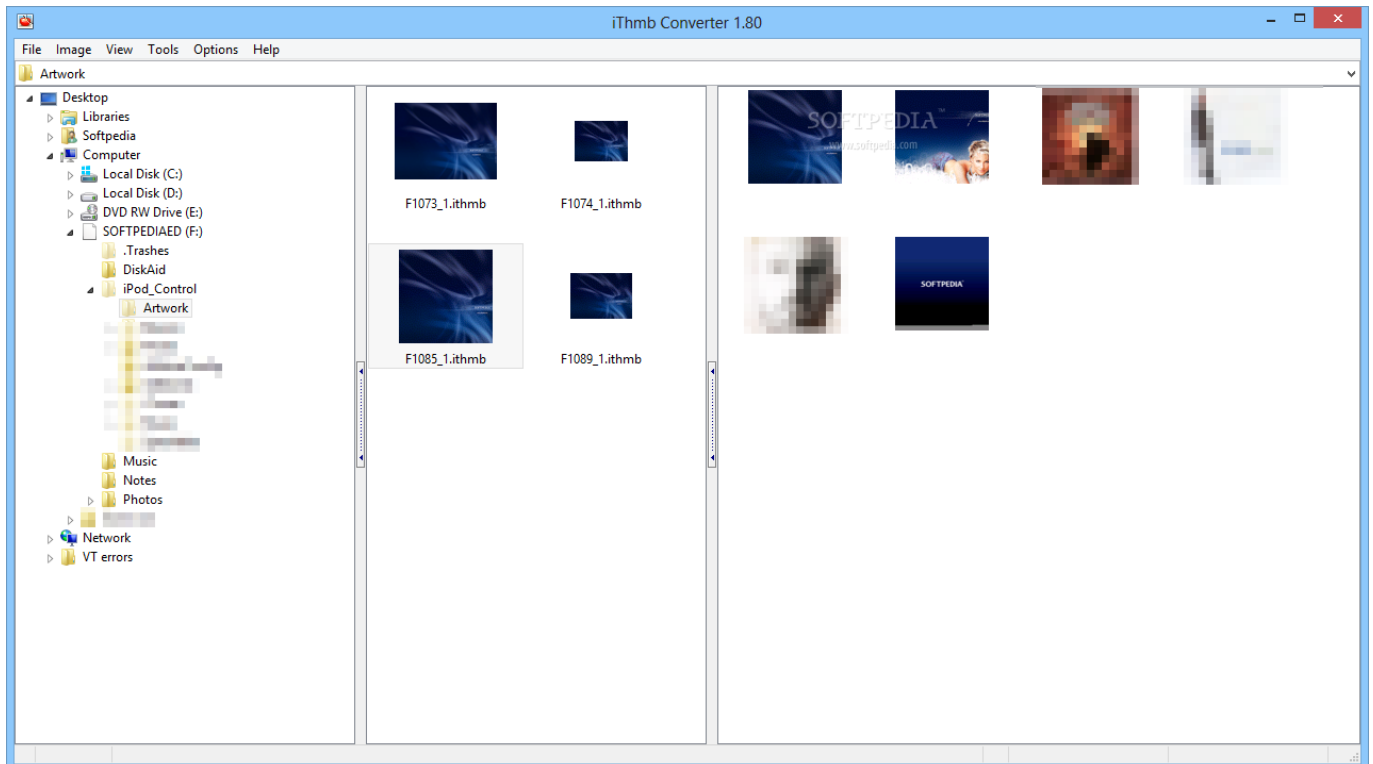 iThmb Converter 1.80
File Image View Tools Options Help
Artwork
Desktop
Libraries
Softpedia
Computer
Local Disk (C:)
Local Disk (D:)
DVD RW Drive (E:)
SOFTPEDIAED (F:)
.Trashes
DiskAid
iPod_Control
Artwork
Music
Notes
Photos
Network
VT errors
F1073_1.ithmb
F1074_1.ithmb
F1085_1.ithmb
F1089_1.ithmb
SOFTPEDIA™
www.softpedia.com
SOFTPEDIA